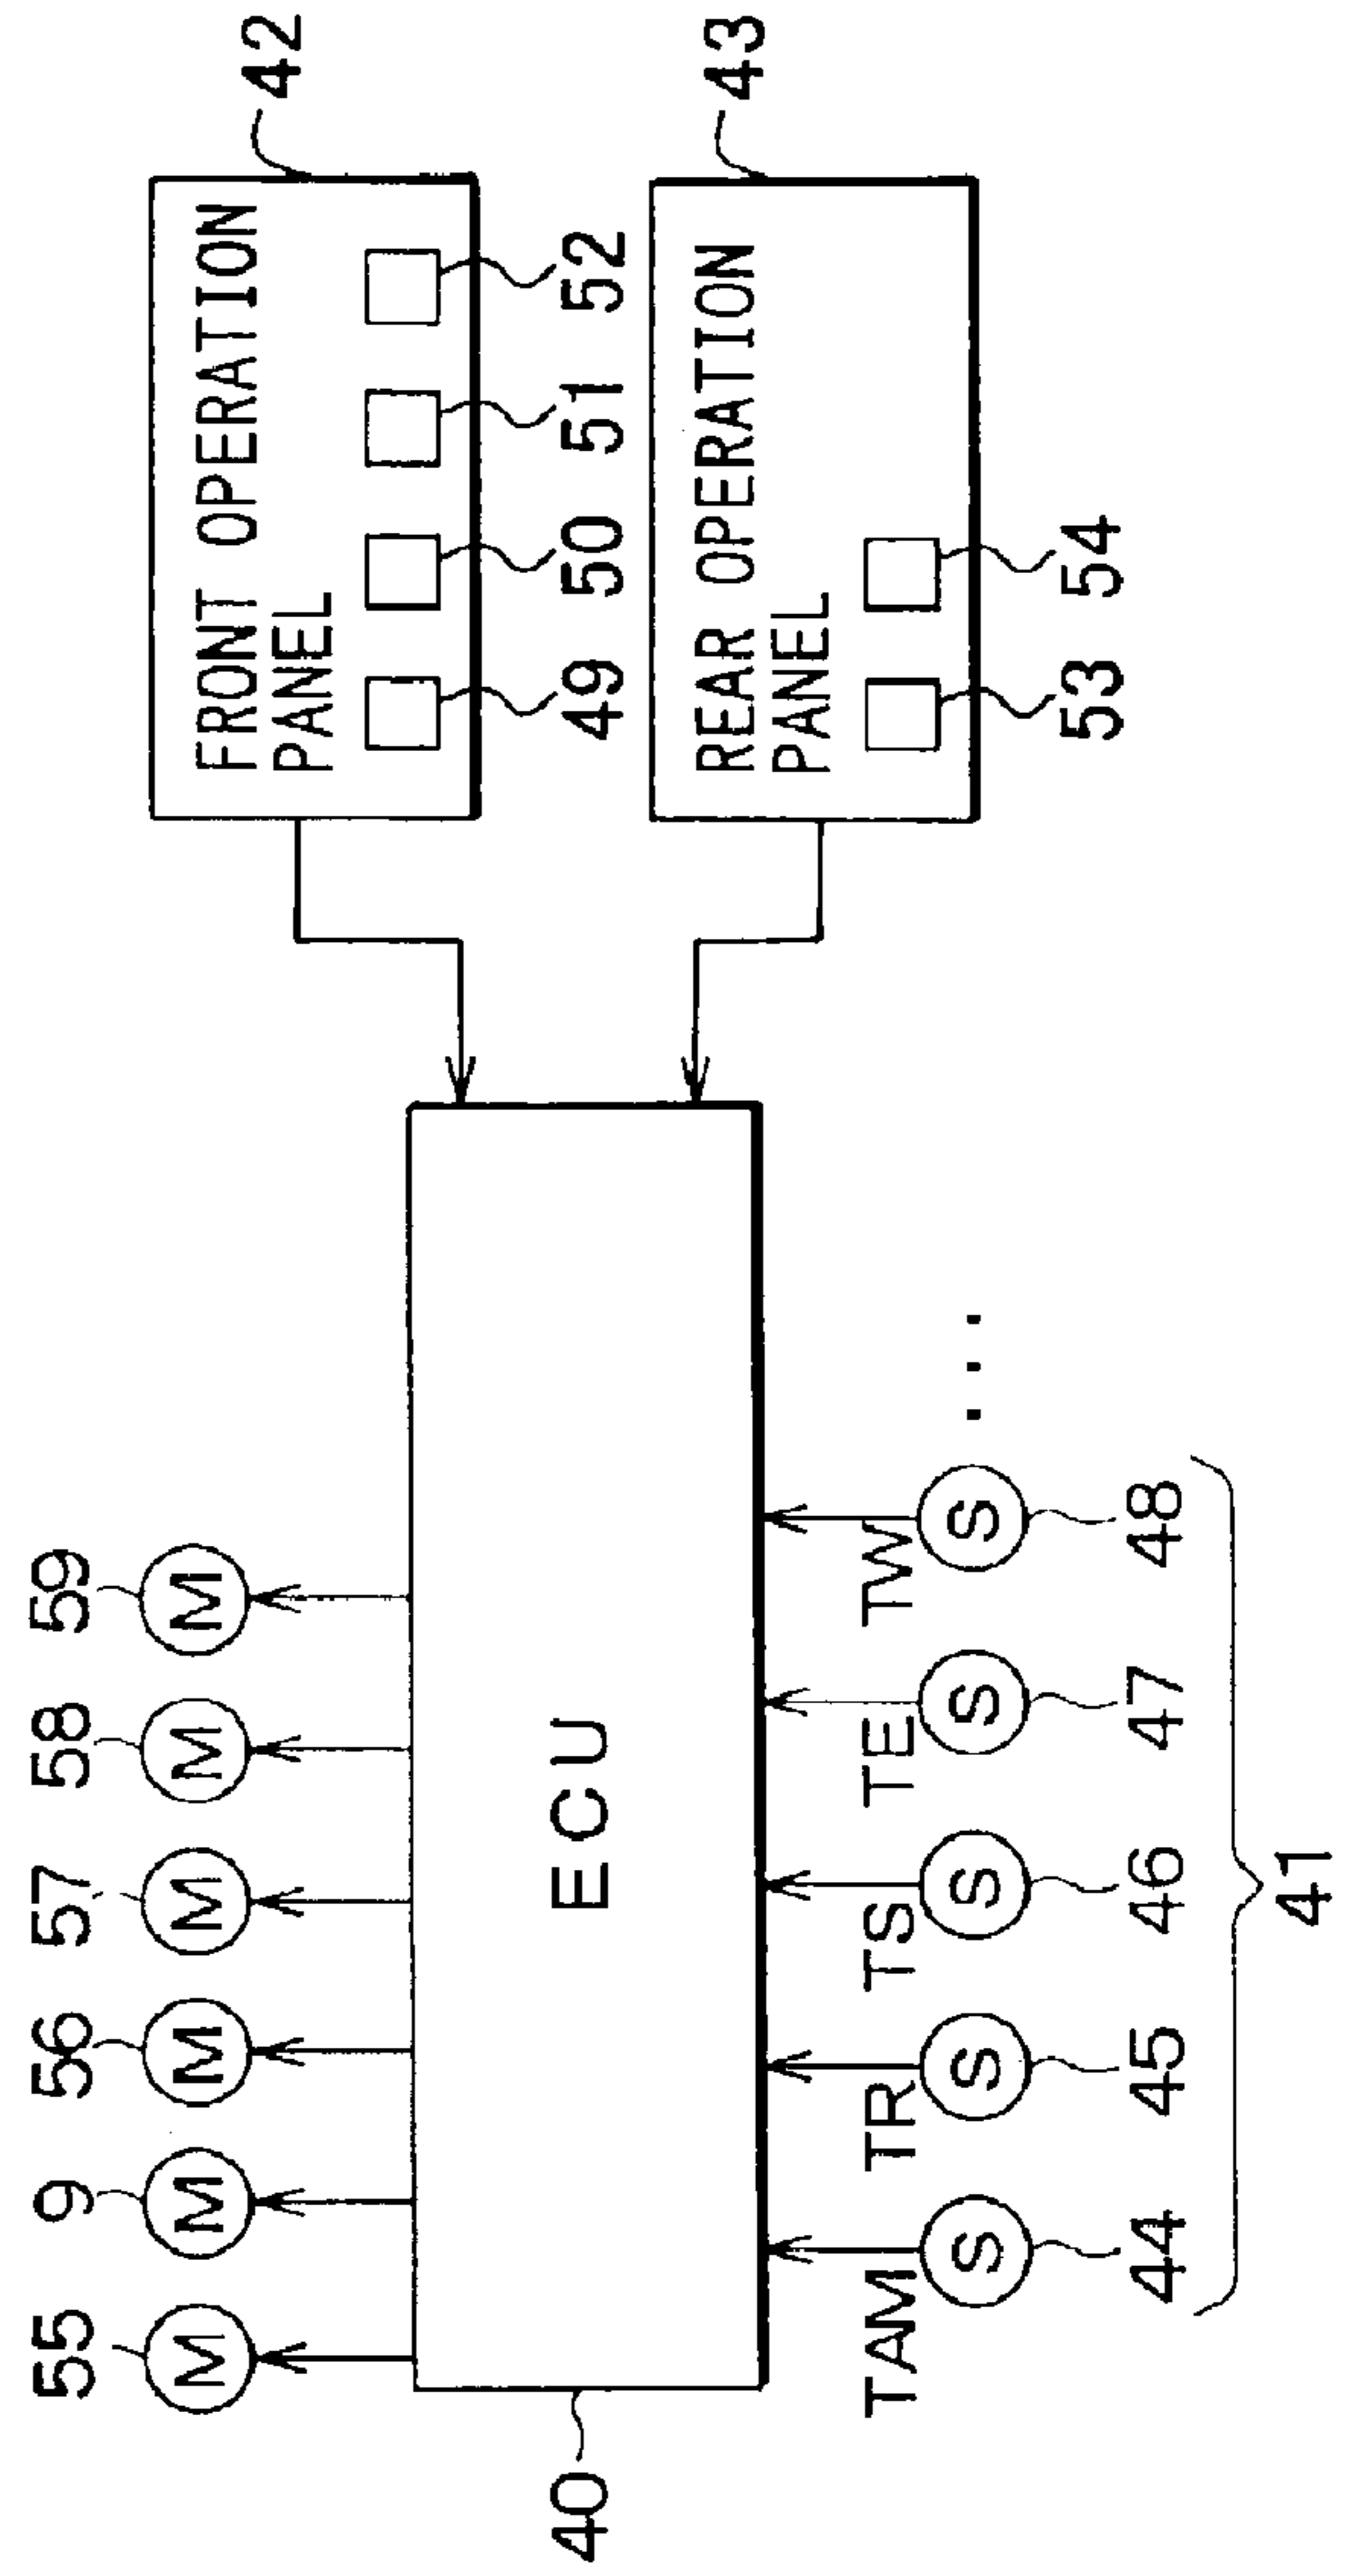 55
9
56
57
58
59
M
M
M
M
M
M
FRONT OPERATION
PANEL
42
49
50
51
52
40
ECU
REAR OPERATION
PANEL
43
53
54
TAM
TR
TS
TE
TW
S
S
S
S
S
...
44
45
46
47
48
41